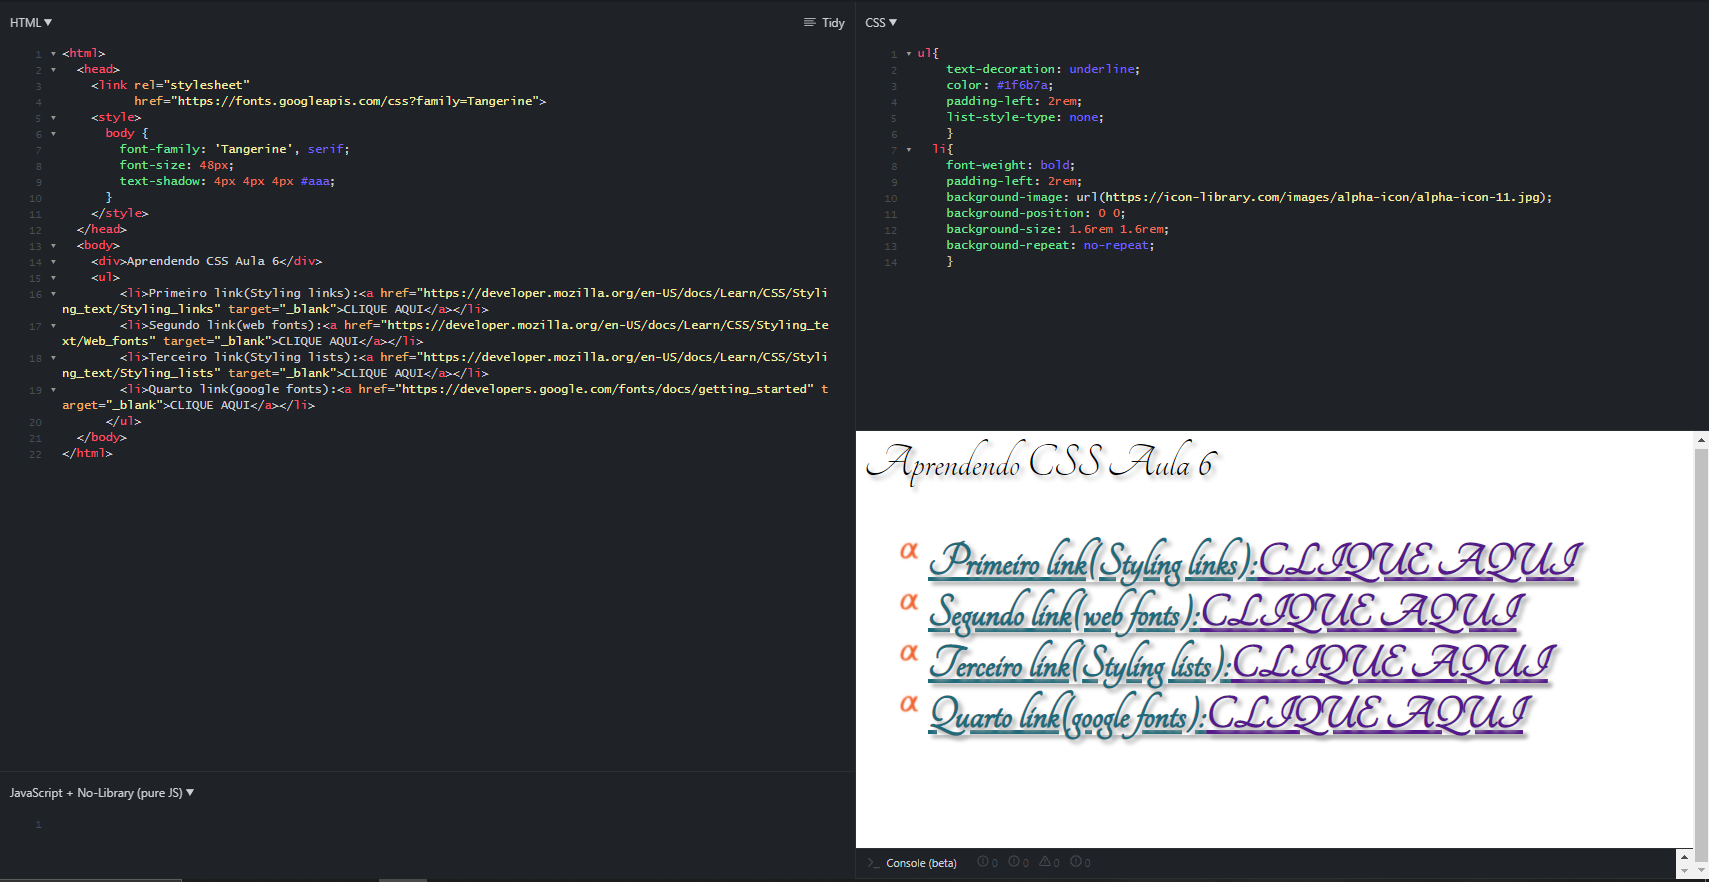 HTML ▼
Tidy
1 <html>
2 <head>
3 <link rel="stylesheet"
4 href="https://fonts.googleapis.com/css?family=Tangerine">
5 <style>
6 body {
7 font-family: 'Tangerine', serif;
8 font-size: 48px;
9 text-shadow: 4px 4px 4px #aaa;
10 }
11 </style>
12 </head>
13 <body>
14 <div>Aprendendo CSS Aula 6</div>
15 <ul>
16 <li>Primeiro link(Styling links):<a href="https://developer.mozilla.org/en-US/docs/Learn/CSS/Styli
ng_text/Styling_links" target="_blank">CLIQUE AQUI</a></li>
17 <li>Segundo link(web fonts):<a href="https://developer.mozilla.org/en-US/docs/Learn/CSS/Styling_te
xt/Web_fonts" target="_blank">CLIQUE AQUI</a></li>
18 <li>Terceiro link(Styling lists):<a href="https://developer.mozilla.org/en-US/docs/Learn/CSS/Styli
ng_text/Styling_lists" target="_blank">CLIQUE AQUI</a></li>
19 <li>Quarto link(google fonts):<a href="https://developers.google.com/fonts/docs/getting_started" t
arget="_blank">CLIQUE AQUI</a></li>
20 </ul>
21 </body>
22 </html>
JavaScript + No-Library (pure JS) ▼
1
CSS ▼
1 ul{
2 text-decoration: underline;
3 color: #1f6b7a;
4 padding-left: 2rem;
5 list-style-type: none;
6 }
7 li{
8 font-weight: bold;
9 padding-left: 2rem;
10 background-image: url(https://icon-library.com/images/alpha-icon/alpha-icon-11.jpg);
11 background-position: 0 0;
12 background-size: 1.6rem 1.6rem;
13 background-repeat: no-repeat;
14 }
Aprendendo CSS Aula 6
α Primeiro link(Styling links):CLIQUE AQUI
α Segundo link(web fonts):CLIQUE AQUI
α Terceiro link(Styling lists):CLIQUE AQUI
α Quarto link(google fonts):CLIQUE AQUI
>_ Console (beta) 0 0 0 0